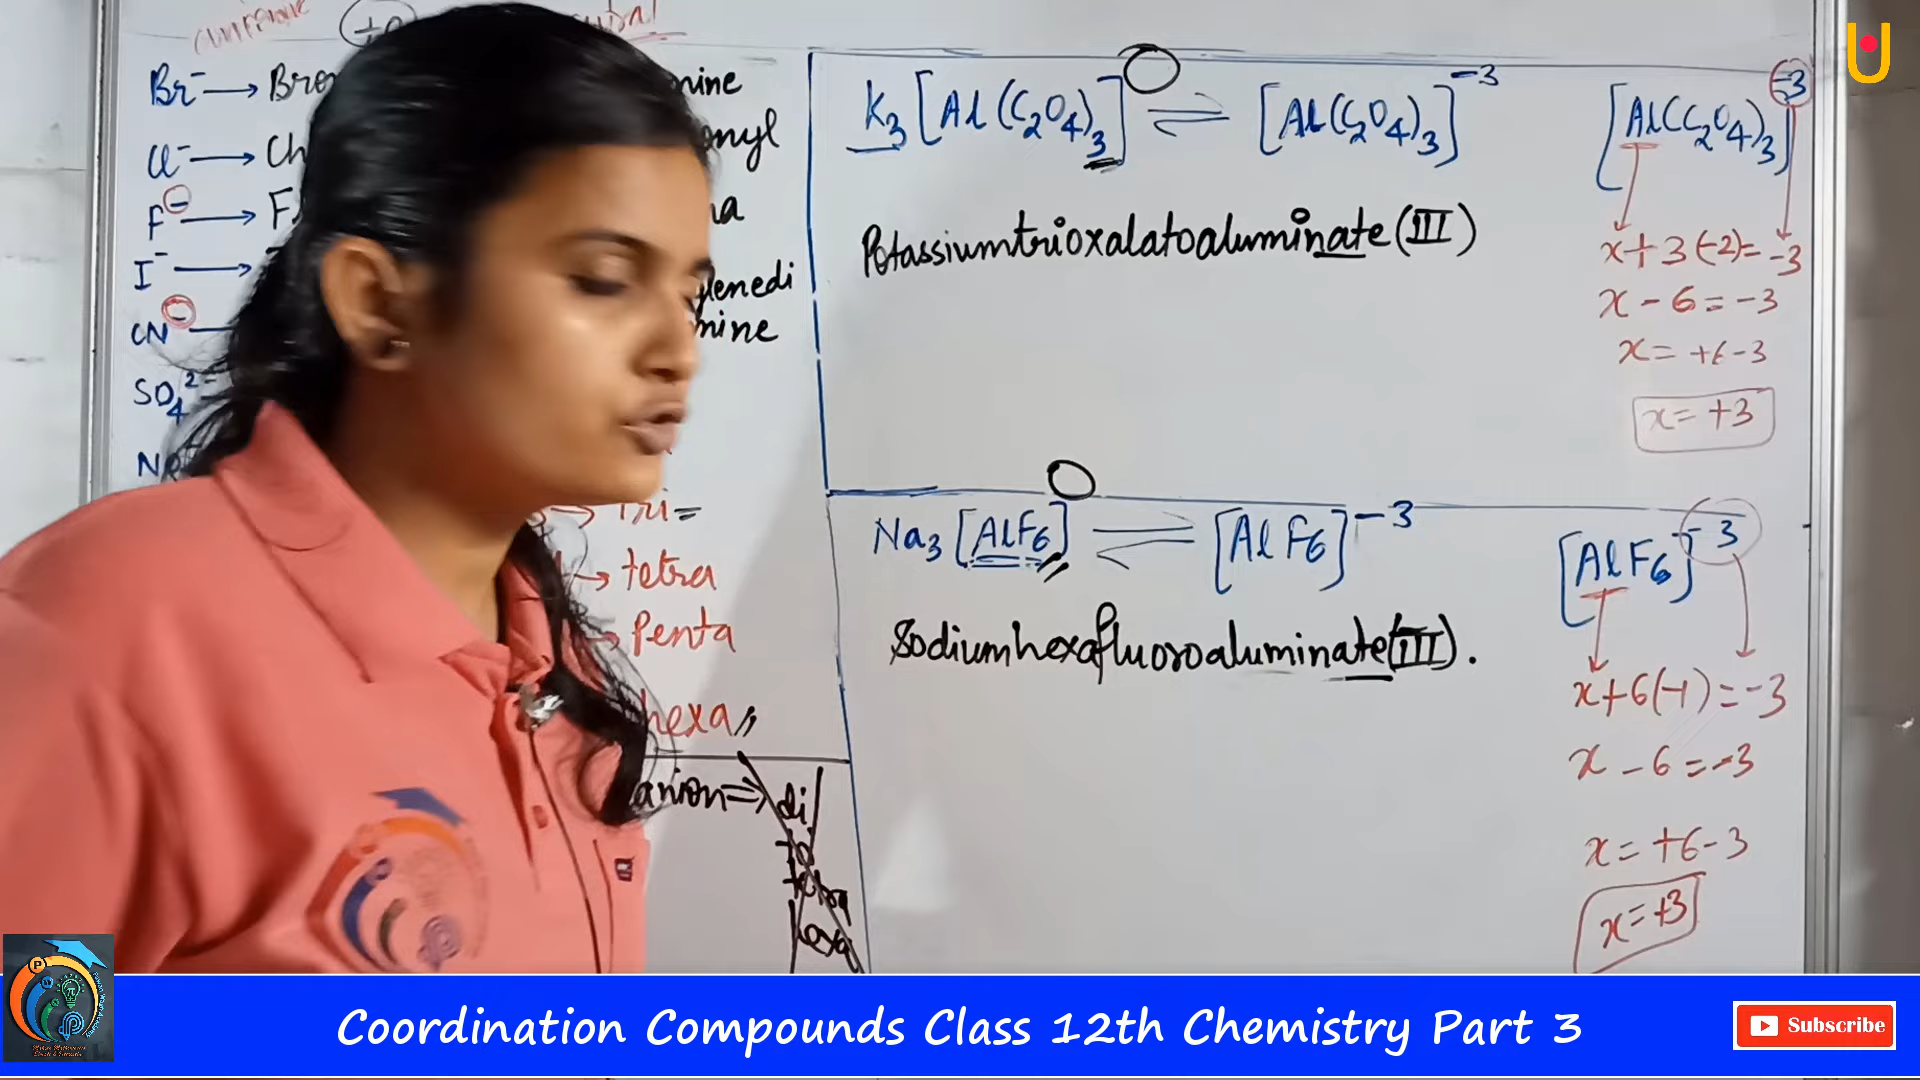 Br⁻ → Bro
Cl⁻ → Ch
F⊖ → F
I⁻ →
CN⊖
SO₄²⁻
mine
onyl
na
lenedi
mine
→ Tri =
→ tetra
→ Penta
hexa,,
anion ⇒ di
tetra
hexa
K₃[Al(C₂O₄)₃] ⇌ [Al(C₂O₄)₃]⁻³
Potassiumtrioxalatoaluminate(III)
[Al(C₂O₄)₃]⁻³
x+3(-2)=-3
x-6=-3
x=+6-3
x=+3
Na₃[AlF₆] ⇌ [AlF₆]⁻³
Sodiumhexafluoroaluminate(III).
[AlF₆]⁻³
x+6(-1)=-3
x-6=-3
x=+6-3
x=+3
Coordination Compounds Class 12th Chemistry Part 3
Subscribe